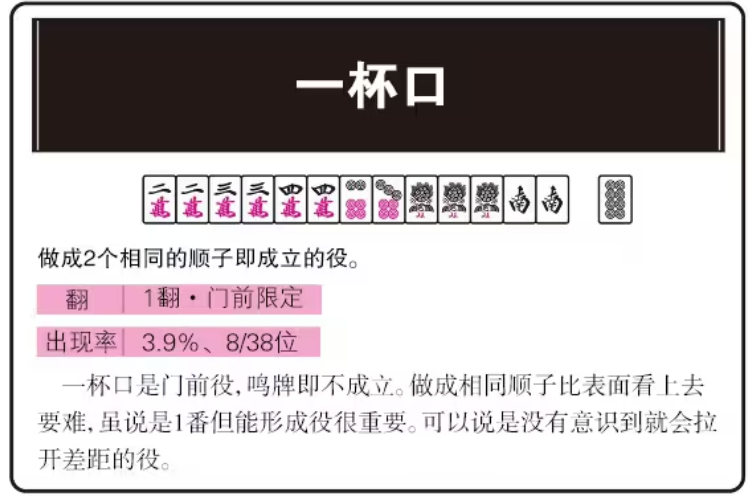 一杯口
二萬 二萬 三萬 三萬 四萬 四萬 南 南
做成2个相同的顺子即成立的役。
翻 1翻·门前限定
出现率 3.9%、8/38位
一杯口是门前役,鸣牌即不成立。做成相同顺子比表面看上去
要难,虽说是1番但能形成役很重要。可以说是没有意识到就会拉
开差距的役。